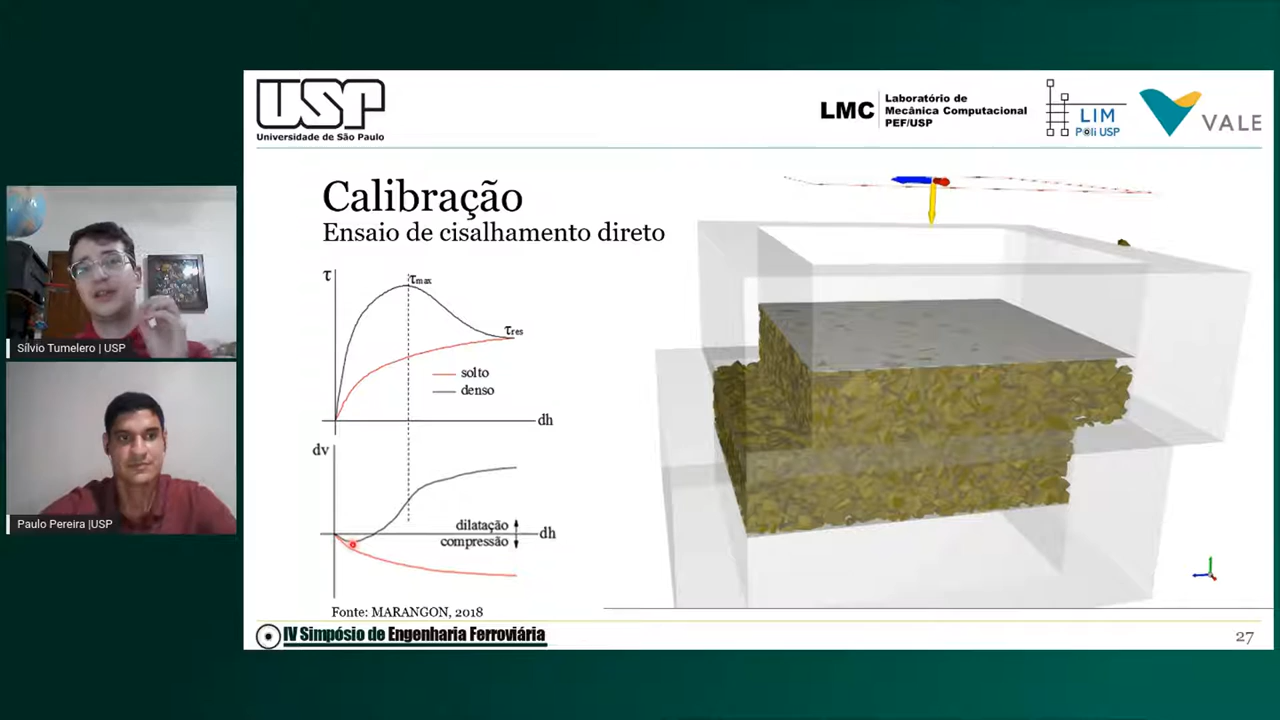 USP
Universidade de São Paulo
LMC
Laboratório de
Mecânica Computacional
PEF/USP
LIM
Poli USP
VALE
Calibração
Ensaio de cisalhamento direto
τ
τmax
τres
solto
denso
dh
dv
dilatação
compressão
dh
Fonte: MARANGON, 2018
IV Simpósio de Engenharia Ferroviária
27
Sílvio Tumelero | USP
Paulo Pereira |USP